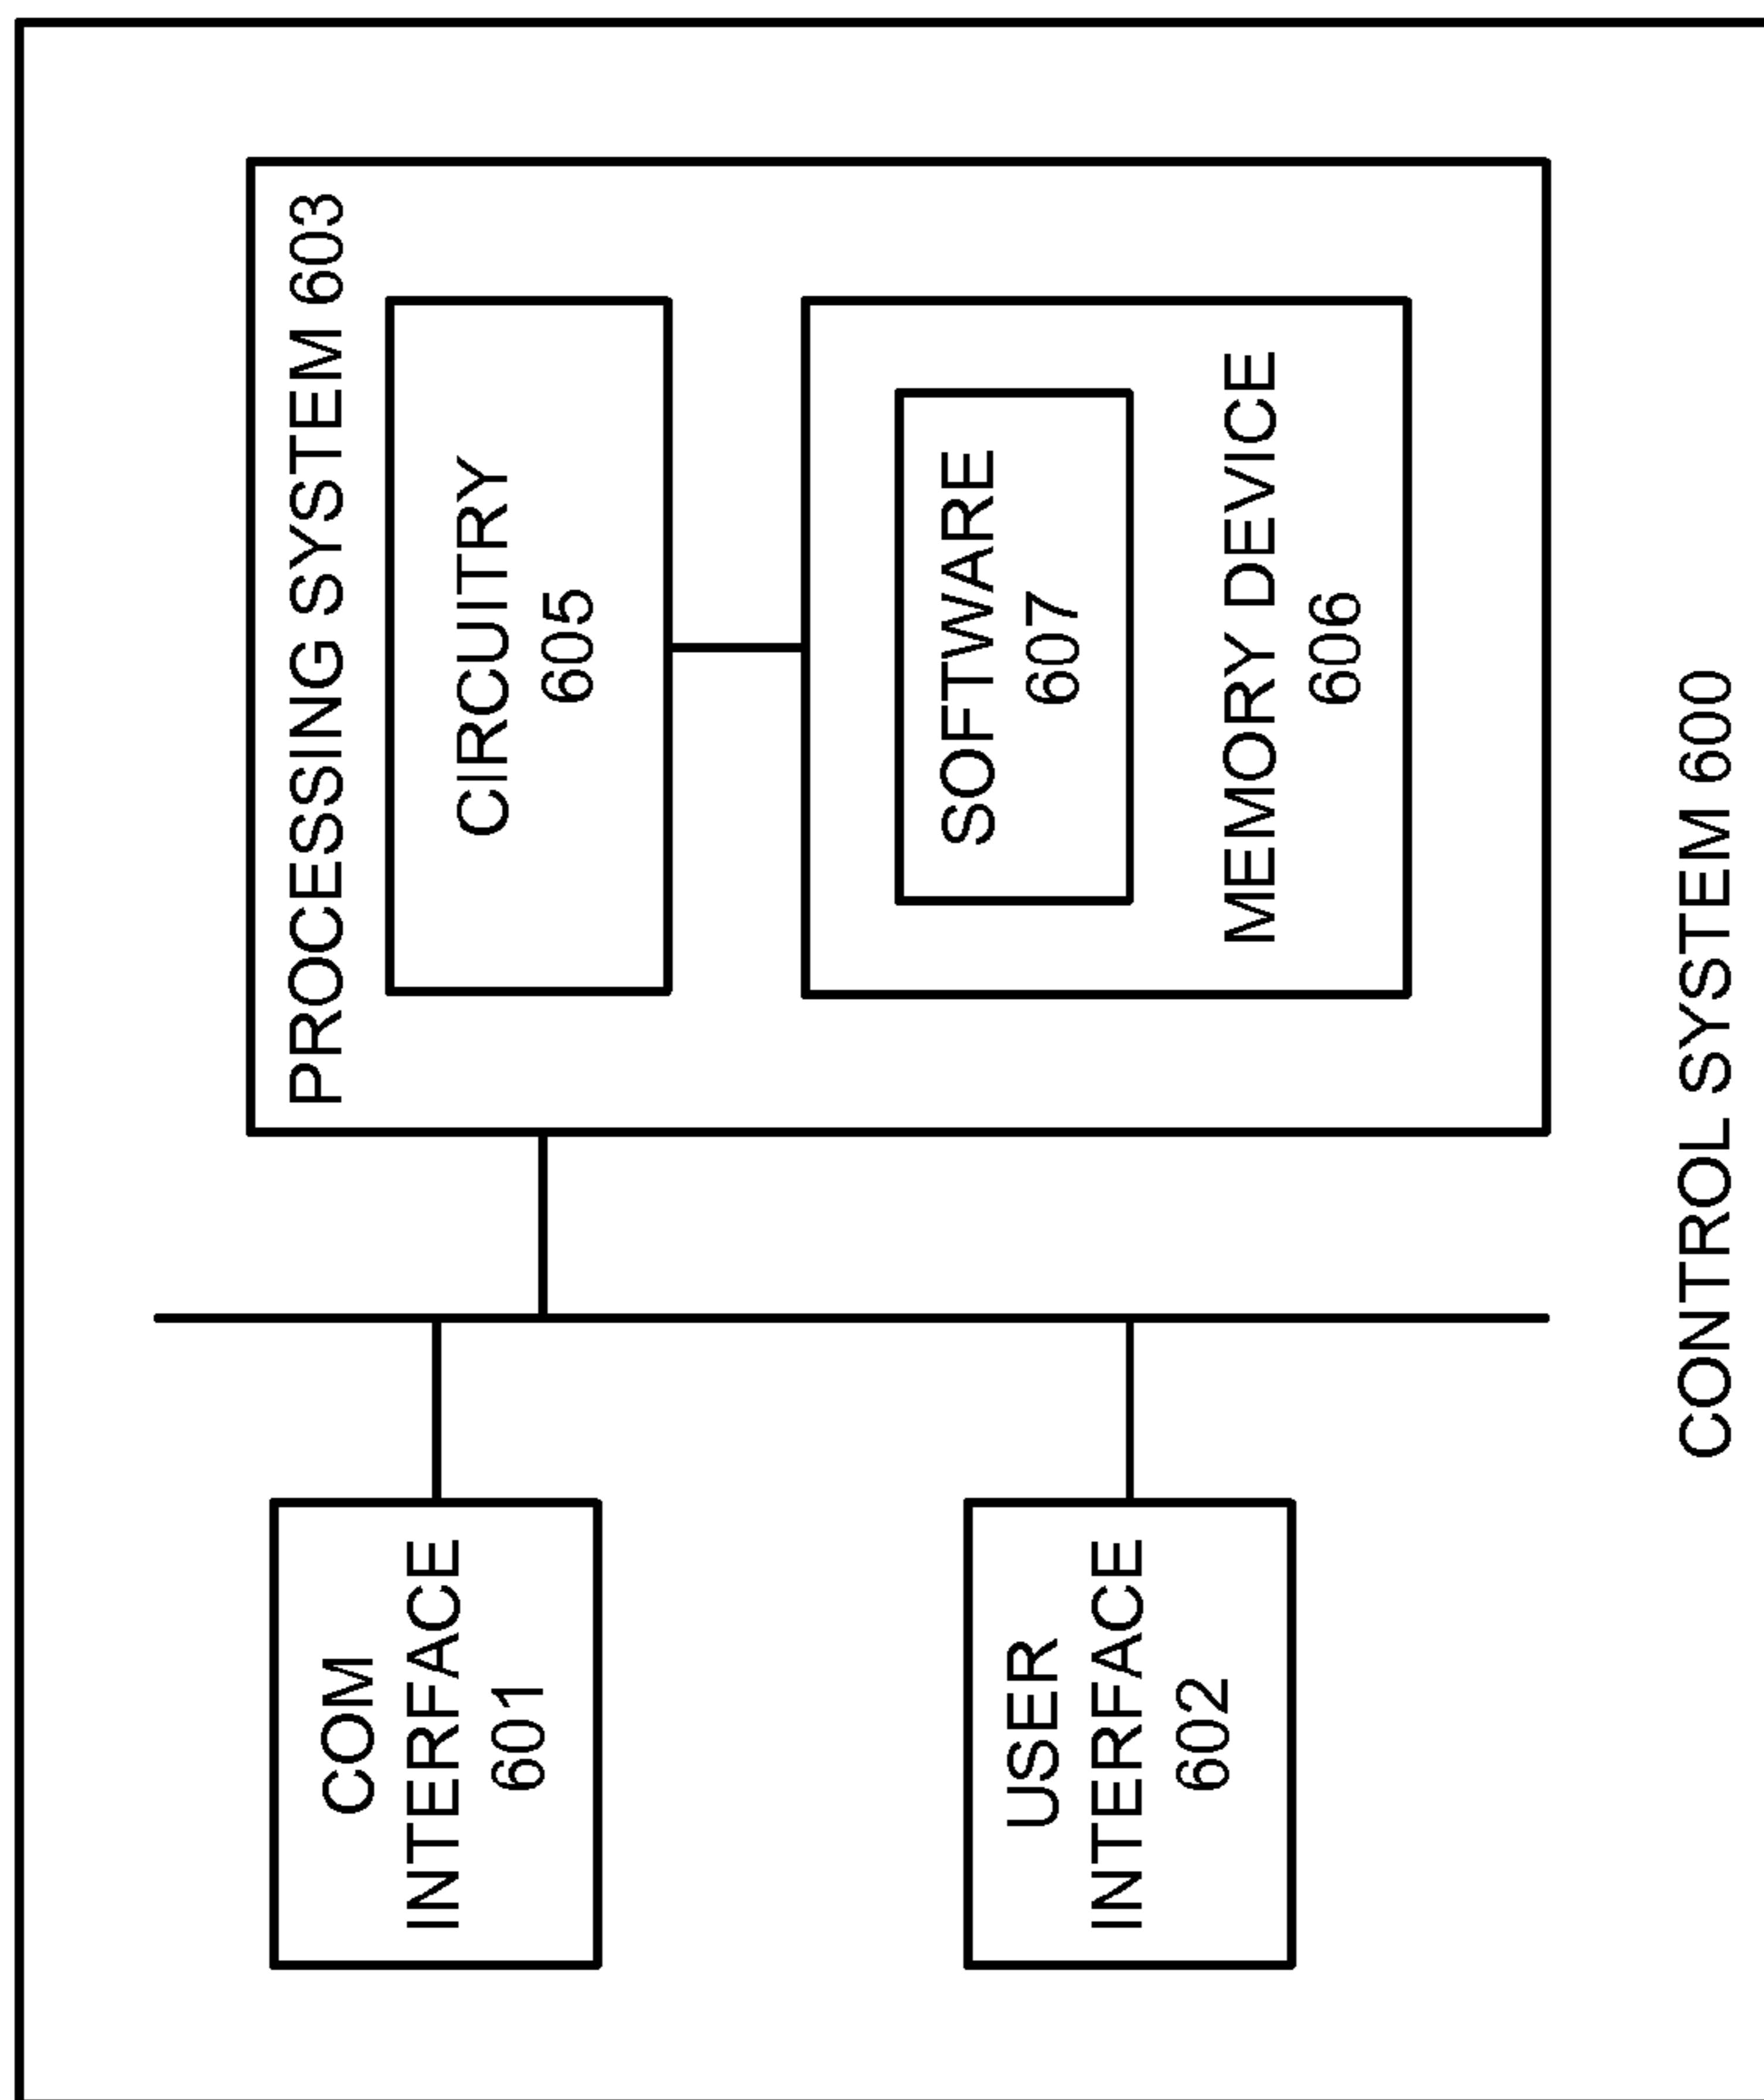 COM
INTERFACE
601
USER
INTERFACE
602
PROCESSING SYSTEM 603
CIRCUITRY
605
SOFTWARE
607
MEMORY DEVICE
606
CONTROL SYSTEM 600